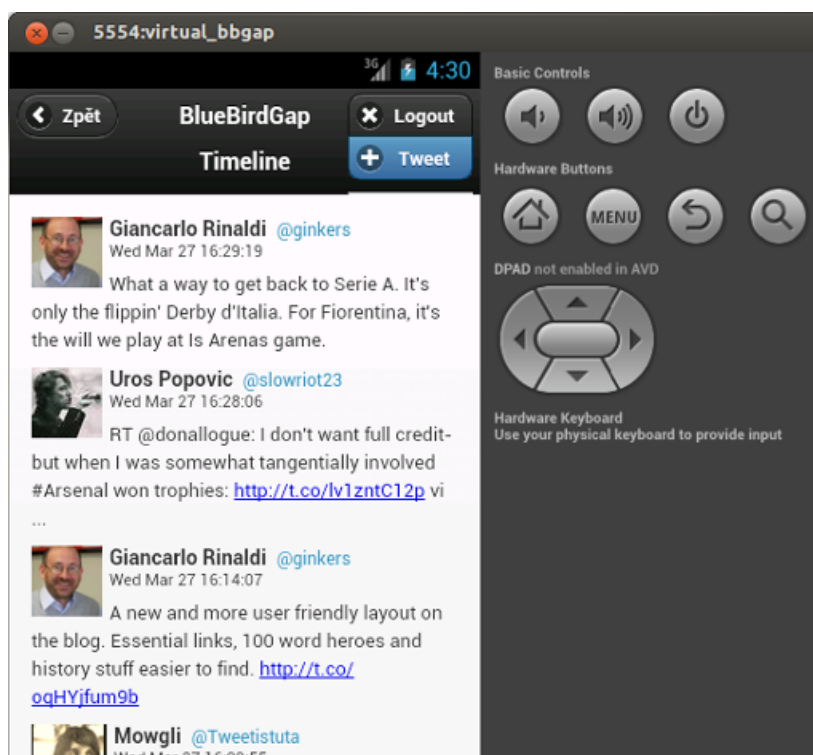 5554:virtual_bbgap
3G 4:30
Zpět
BlueBirdGap
Logout
Timeline
Tweet
Giancarlo Rinaldi @ginkers
Wed Mar 27 16:29:19
What a way to get back to Serie A. It's
only the flippin' Derby d'Italia. For Fiorentina, it's
the will we play at Is Arenas game.
Uros Popovic @slowriot23
Wed Mar 27 16:28:06
RT @donallogue: I don't want full credit-
but when I was somewhat tangentially involved
#Arsenal won trophies: http://t.co/lv1zntC12p vi
...
Giancarlo Rinaldi @ginkers
Wed Mar 27 16:14:07
A new and more user friendly layout on
the blog. Essential links, 100 word heroes and
history stuff easier to find. http://t.co/
oqHYjfum9b
Mowgli @Tweetistuta
Basic Controls
Hardware Buttons
MENU
DPAD not enabled in AVD
Hardware Keyboard
Use your physical keyboard to provide input